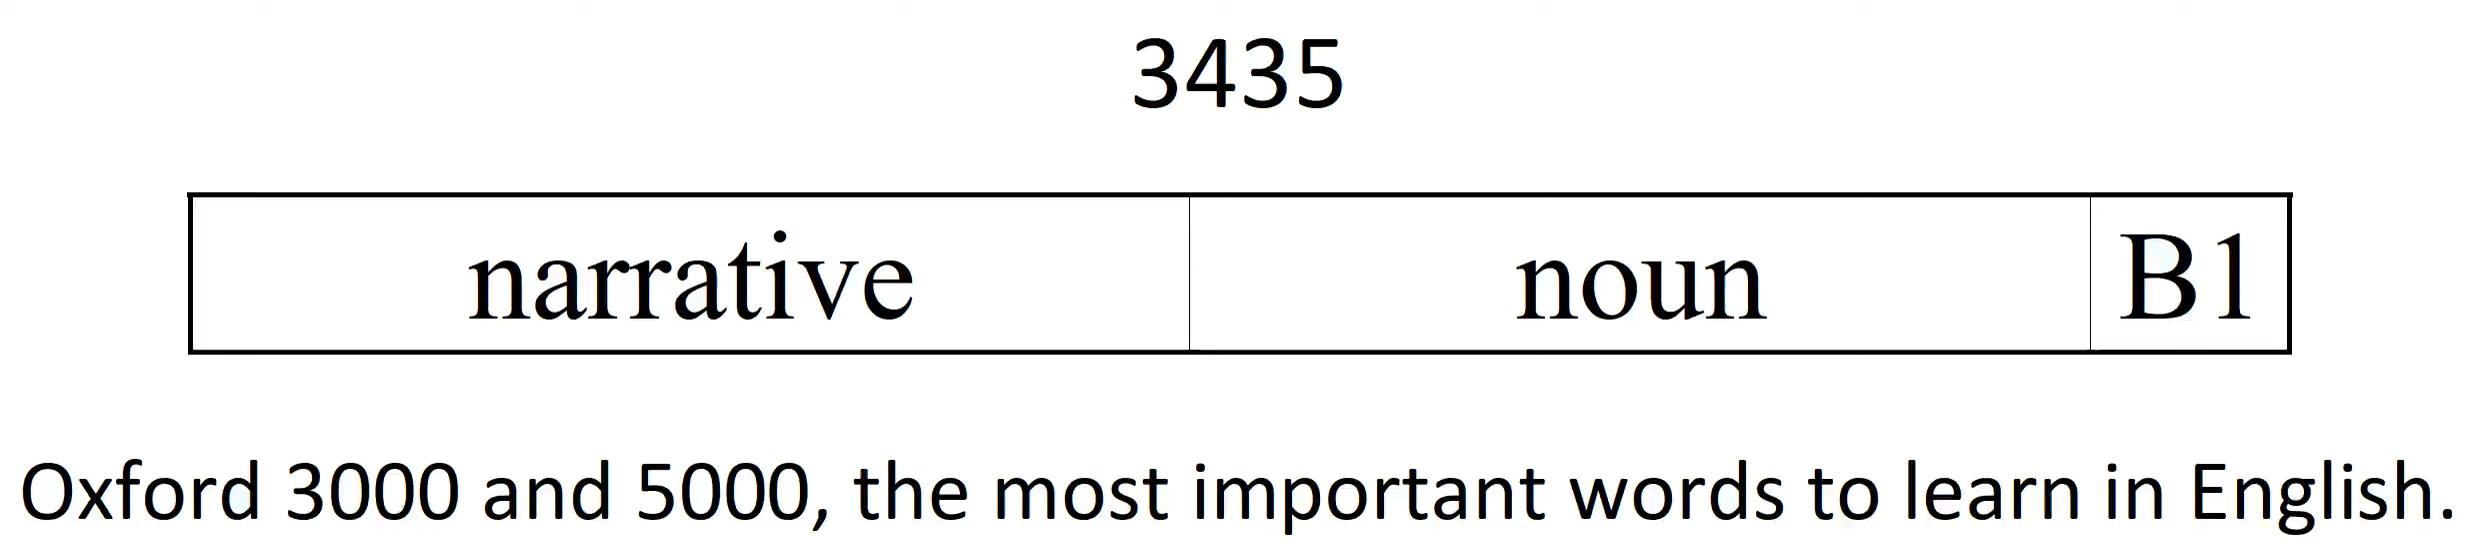 3435
narrative noun B1
Oxford 3000 and 5000, the most important words to learn in English.